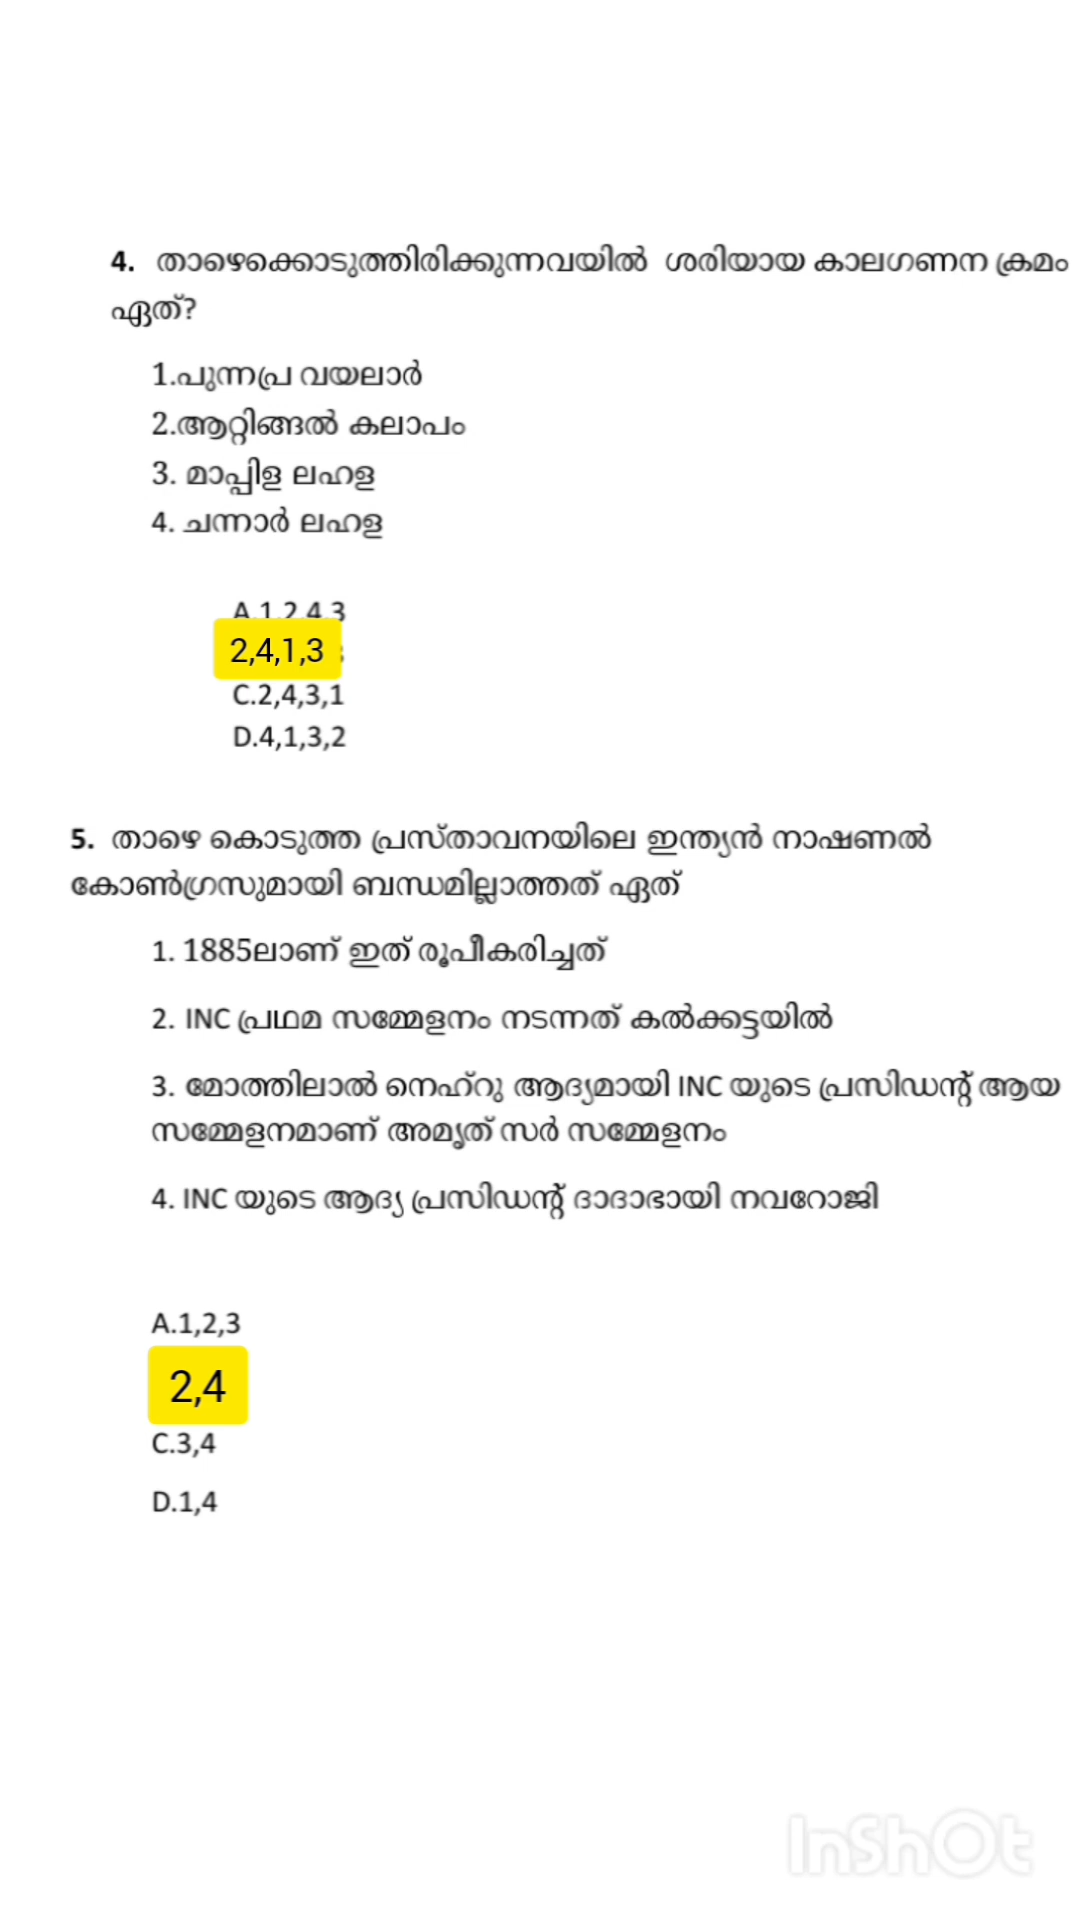 4. താഴെക്കൊടുത്തിരിക്കുന്നവയിൽ ശരിയായ കാലഗണന ക്രമം
ഏത്?
1.പുന്നപ്ര വയലാർ
2.ആറ്റിങ്ങൽ കലാപം
3. മാപ്പിള ലഹള
4. ചന്നാർ ലഹള
A.1,2,4,3
2,4,1,3
C.2,4,3,1
D.4,1,3,2
5. താഴെ കൊടുത്ത പ്രസ്താവനയിലെ ഇന്ത്യൻ നാഷണൽ
കോൺഗ്രസുമായി ബന്ധമില്ലാത്തത് ഏത്
1. 1885ലാണ് ഇത് രൂപീകരിച്ചത്
2. INC പ്രഥമ സമ്മേളനം നടന്നത് കൽക്കട്ടയിൽ
3. മോത്തിലാൽ നെഹ്റു ആദ്യമായി INC യുടെ പ്രസിഡന്റ് ആയ
സമ്മേളനമാണ് അമൃത് സർ സമ്മേളനം
4. INC യുടെ ആദ്യ പ്രസിഡന്റ് ദാദാഭായി നവറോജി
A.1,2,3
2,4
C.3,4
D.1,4
InShOt